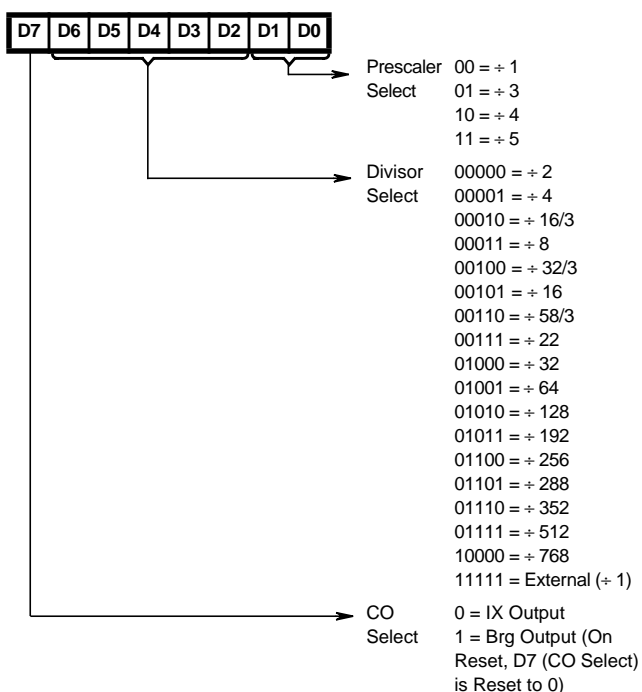 D7 D6 D5 D4 D3 D2 D1 D0
Prescaler 00 = ÷ 1
Select 01 = ÷ 3
10 = ÷ 4
11 = ÷ 5
Divisor 00000 = ÷ 2
Select 00001 = ÷ 4
00010 = ÷ 16/3
00011 = ÷ 8
00100 = ÷ 32/3
00101 = ÷ 16
00110 = ÷ 58/3
00111 = ÷ 22
01000 = ÷ 32
01001 = ÷ 64
01010 = ÷ 128
01011 = ÷ 192
01100 = ÷ 256
01101 = ÷ 288
01110 = ÷ 352
01111 = ÷ 512
10000 = ÷ 768
11111 = External (÷ 1)
CO 0 = IX Output
Select 1 = Brg Output (On
Reset, D7 (CO Select)
is Reset to 0)